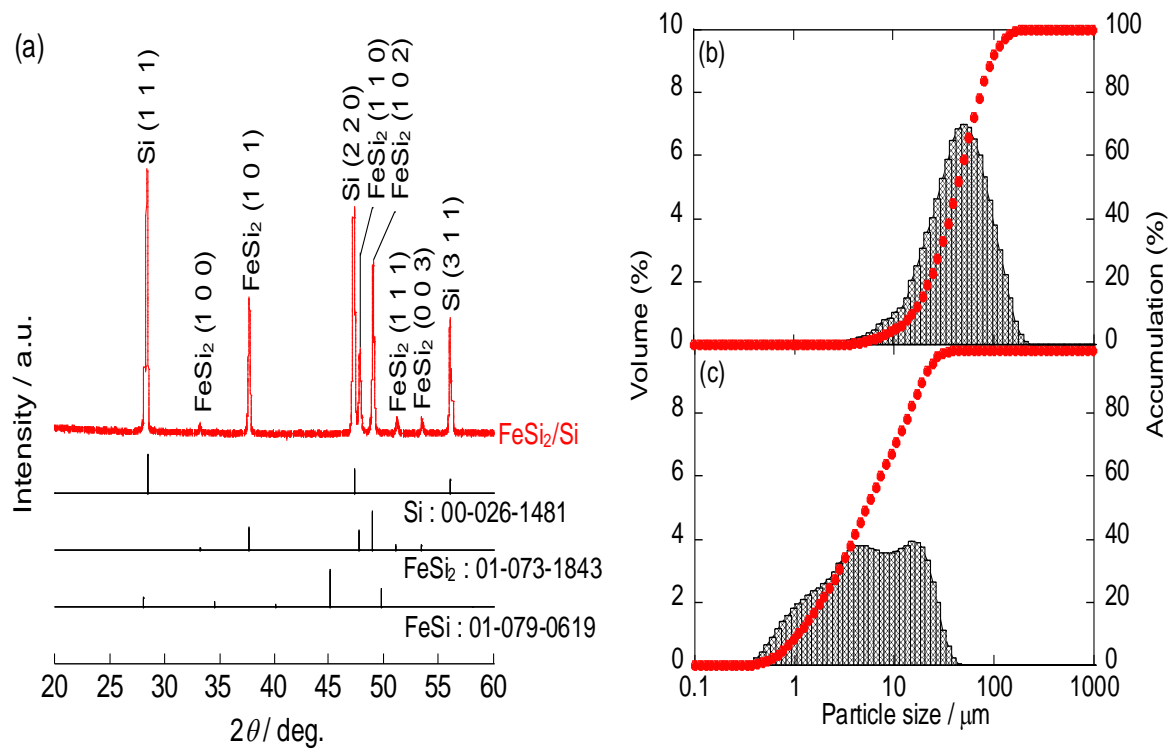 (a)
Si (1 1 1)
FeSi₂ (1 0 0)
FeSi₂ (1 0 1)
Si (2 2 0)
FeSi₂ (1 1 0)
FeSi₂ (1 0 2)
FeSi₂ (1 1 1)
FeSi₂ (0 0 3)
Si (3 1 1)
Intensity / a.u.
FeSi₂/Si
Si : 00-026-1481
FeSi₂ : 01-073-1843
FeSi : 01-079-0619
20 25 30 35 40 45 50 55 60
2θ / deg.
(b)
10
8
6
4
2
0
100
80
60
40
20
0
Volume (%)
Accumulation (%)
(c)
8
6
4
2
0
80
60
40
20
0
0.1 1 10 100 1000
Particle size / μm